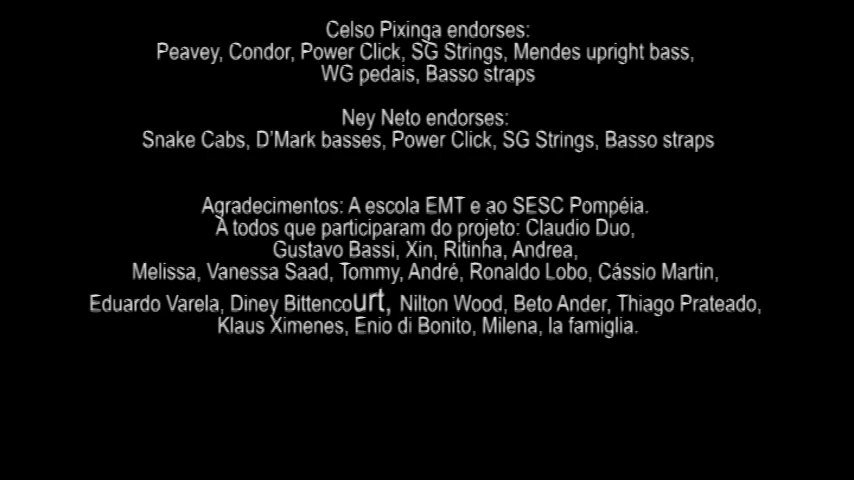 Celso Pixinga endorses:
Peavey, Condor, Power Click, SG Strings, Mendes upright bass,
WG pedais, Basso straps
Ney Neto endorses:
Snake Cabs, D'Mark basses, Power Click, SG Strings, Basso straps
Agradecimentos: A escola EMT e ao SESC Pompéia.
A todos que participaram do projeto: Claudio Duo,
Gustavo Bassi, Xin, Ritinha, Andrea,
Melissa, Vanessa Saad, Tommy, André, Ronaldo Lobo, Cássio Martin,
Eduardo Varela, Diney Bittencourt, Nilton Wood, Beto Ander, Thiago Prateado,
Klaus Ximenes, Enio di Bonito, Milena, la famiglia.